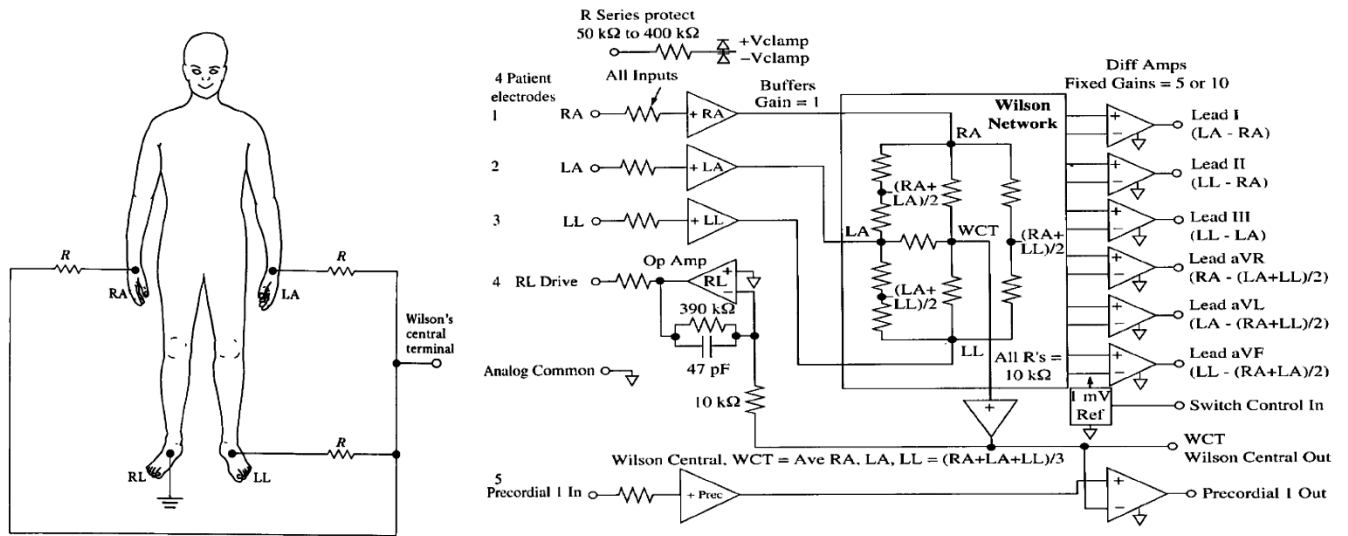 R
R
RA
LA
Wilson's
central
terminal
R
RL
LL
R Series protect
50 kΩ to 400 kΩ
+Vclamp
−Vclamp
4 Patient
electrodes
All Inputs
Buffers
Gain = 1
Wilson
Network
Diff Amps
Fixed Gains = 5 or 10
1
RA
+ RA
RA
+
−
Lead I
(LA - RA)
2
LA
+ LA
(RA+
LA)/2
+
−
Lead II
(LL - RA)
3
LL
+ LL
LA
WCT
(RA+
LL)/2
+
−
Lead III
(LL - LA)
Op Amp
4
RL Drive
RL
+
−
(LA+
LL)/2
+
−
Lead aVR
(RA - (LA+LL)/2)
390 kΩ
47 pF
+
−
Lead aVL
(LA - (RA+LL)/2)
LL
All R's =
10 kΩ
+
−
Lead aVF
(LL - (RA+LA)/2)
Analog Common
10 kΩ
+
1 mV
Ref
Switch Control In
WCT
Wilson Central Out
Wilson Central, WCT = Ave RA, LA, LL = (RA+LA+LL)/3
5
Precordial 1 In
+ Prec
+
−
Precordial 1 Out